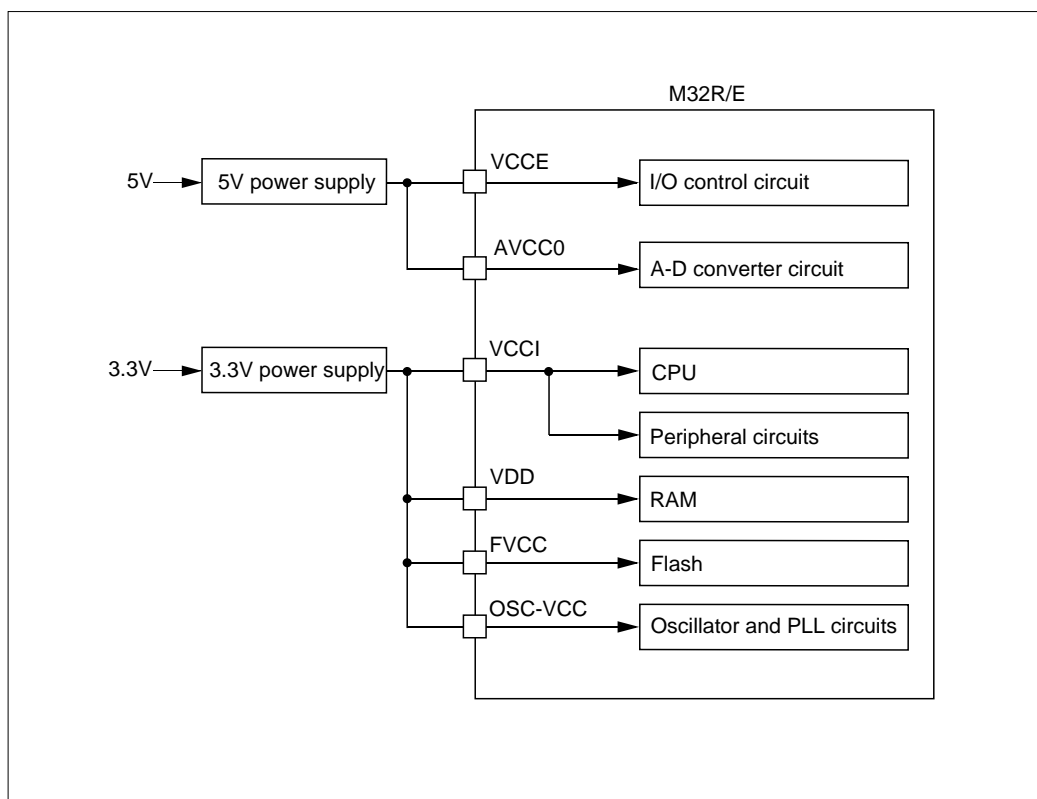 M32R/E
5V
5V power supply
VCCE
I/O control circuit
AVCC0
A-D converter circuit
3.3V
3.3V power supply
VCCI
CPU
Peripheral circuits
VDD
RAM
FVCC
Flash
OSC-VCC
Oscillator and PLL circuits